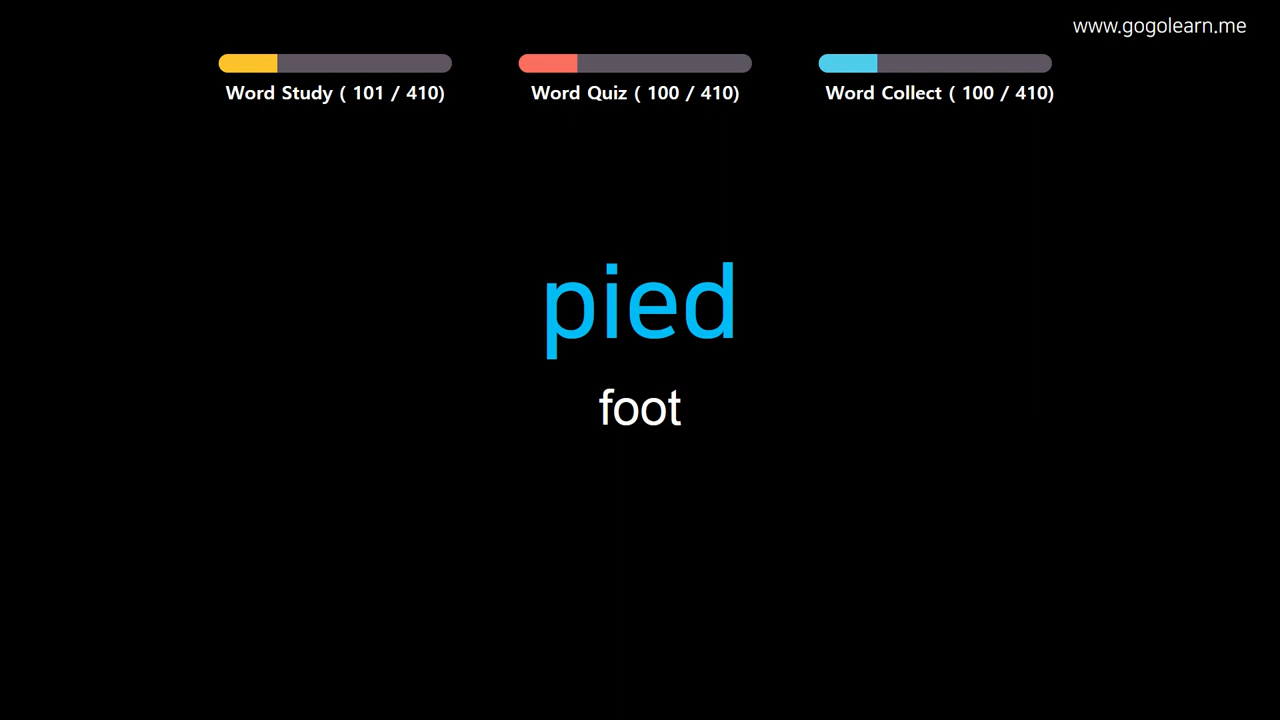 www.gogolearn.me
Word Study ( 101 / 410)
Word Quiz ( 100 / 410)
Word Collect ( 100 / 410)
pied
foot